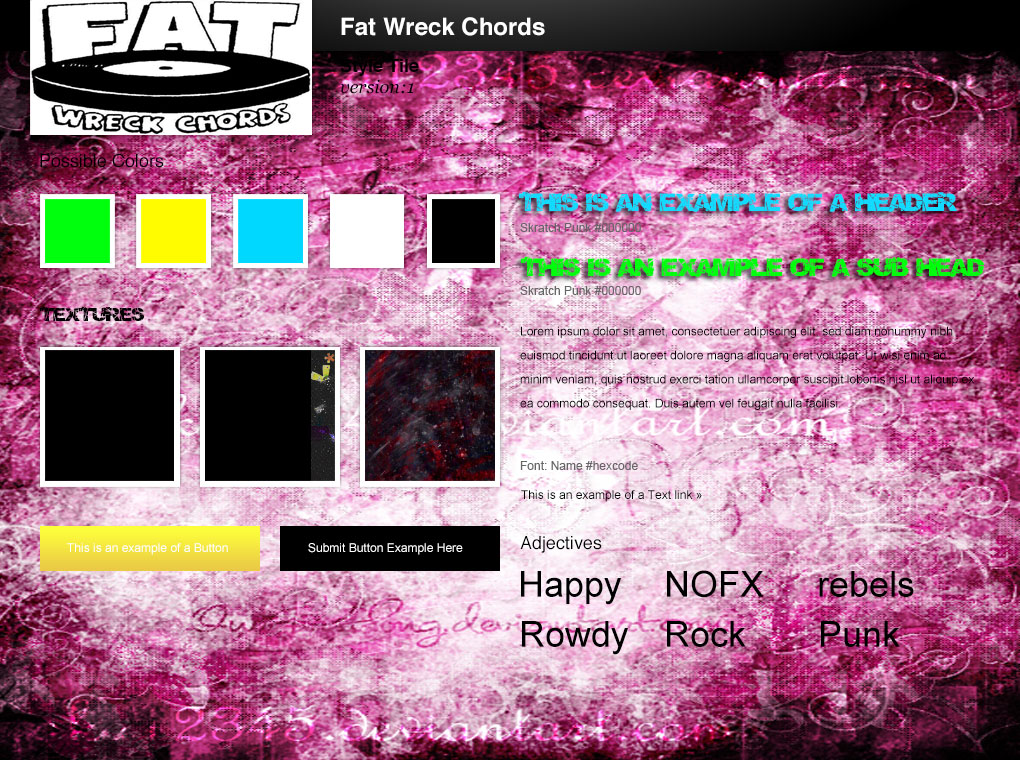 FAT
WRECK CHORDS
Fat Wreck Chords
Style Tile
version:1
Possible Colors
TEXTURES
This is an example of a Button
Submit Button Example Here
THIS IS AN EXAMPLE OF A HEADER
Skratch Punk #000000
THIS IS AN EXAMPLE OF A SUB HEAD
Skratch Punk #000000
Lorem ipsum dolor sit amet, consectetuer adipiscing elit, sed diam nonummy nibh
euismod tincidunt ut laoreet dolore magna aliquam erat volutpat. Ut wisi enim ad
minim veniam, quis nostrud exerci tation ullamcorper suscipit lobortis nisl ut aliquip ex
ea commodo consequat. Duis autem vel feugait nulla facilisi.
Font: Name #hexcode
This is an example of a Text link »
Adjectives
Happy NOFX rebels
Rowdy Rock Punk
2345.deviantart.com